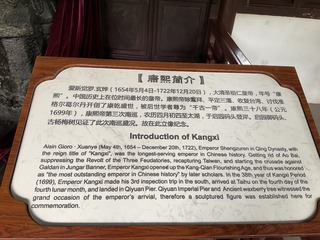 【康熙簡介】
爱新觉罗.玄烨（1654年5月4日-1722年12月20日），大清圣祖仁皇帝，年号“康
熙”。中国历史上在位时间最长的皇帝。康熙帝除鳌拜、平定三藩、收复台湾、讨伐准
格尔葛尔丹开创了康乾盛世，被后世学者尊为“千古一帝”。康熙三十八年（公元
1699年），康熙帝第三次南巡，农历四月初四至太湖，于启园码头登岸。启园御码头、
古杨梅树见证了此次南巡盛况。故在此立像纪念。
Introduction of Kangxi
Aisin Gioro · Xuanye (May 4th, 1654 – December 20th, 1722), Emperor Shengzuren in Qing Dynasty, with
the reign title of "Kangxi", was the longest-serving emperor in Chinese history. Getting rid of Ao Bai,
suppressing the Revolt of the Three Feudatories, recapturing Taiwan, and starting the crusade against
Galdan in Jungar Banner, Emperor Kangxi opened up the Kang-Qian Flourishing Age, and thus was honored
as "the most outstanding emperor in Chinese history" by later scholars. In the 38th year of Kangxi Period
(1699), Emperor Kangxi made his 3rd inspection trip in the south, arrived at Taihu on the fourth day of the
fourth lunar month, and landed in Qiyuan Pier. Qiyuan Imperial Pier and Ancient waxberry tree witnessed the
grand occasion of the emperor's arrival, therefore a sculptured figure was established here for
commemoration.